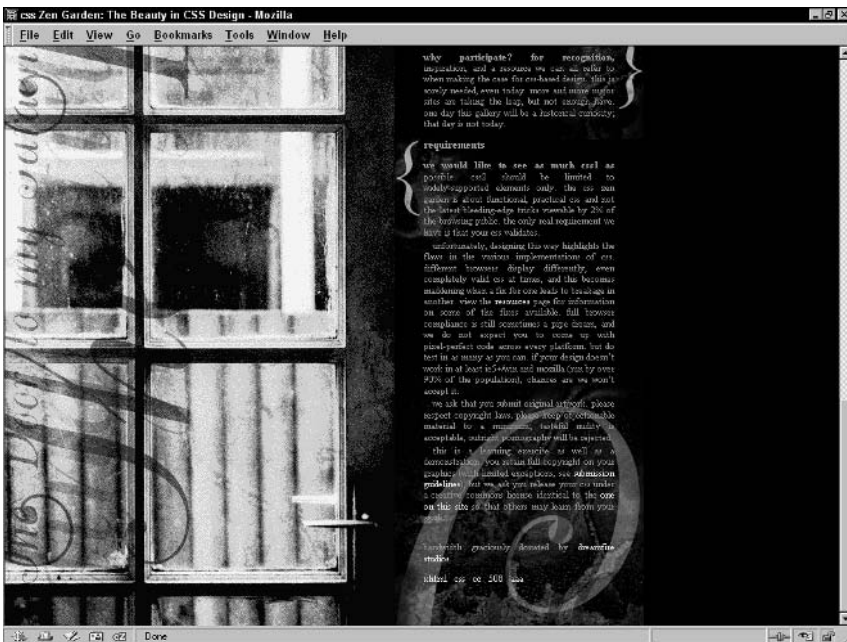 css Zen Garden: The Beauty in CSS Design - Mozilla
File Edit View Go Bookmarks Tools Window Help
why participate? for recognition,
inspiration, and a resource we can all refer to
when making the case for css-based design. this is
sorely needed, even today. more and more major
sites are taking the leap, but not enough have.
one day this gallery will be a historical curiosity;
that day is not today.
requirements
we would like to see as much css1 as
possible. css2 should be limited to
widely-supported elements only. the css zen
garden is about functional, practical css and not
the latest bleeding-edge tricks viewable by 2% of
the browsing public. the only real requirement we
have is that your css validates.
unfortunately, designing this way highlights the
flaws in the various implementations of css.
different browsers display differently, even
completely valid css at times, and this becomes
maddening when a fix for one leads to breakage in
another. view the resources page for information
on some of the fixes available. full browser
compliance is still sometimes a pipe dream, and
we do not expect you to come up with
pixel-perfect code across every platform. but do
test in as many as you can. if your design doesn't
work in at least ie5+/win and mozilla (run by over
90% of the population), chances are we won't
accept it.
we ask that you submit original artwork. please
respect copyright laws. please keep objectionable
material to a minimum; tasteful nudity is
acceptable, outright pornography will be rejected.
this is a learning exercise as well as a
demonstration. you retain full copyright on your
graphics (with limited exceptions, see submission
guidelines), but we ask you release your css under
a creative commons license identical to the one
on this site so that others may learn from your
bandwidth graciously donated by dreamfire
studios
xhtml css cc 508 aaa
Done